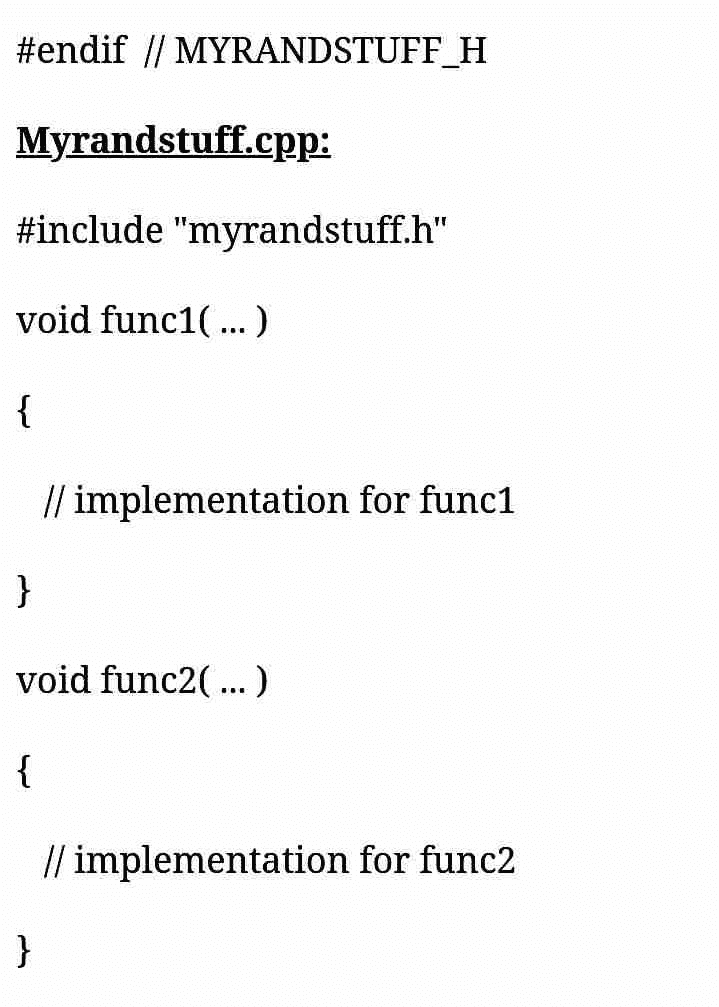 #endif  // MYRANDSTUFF_H
Myrandstuff.cpp:
#include "myrandstuff.h"
void func1( ... )
{
// implementation for func1
}
void func2( ... )
{
// implementation for func2
}